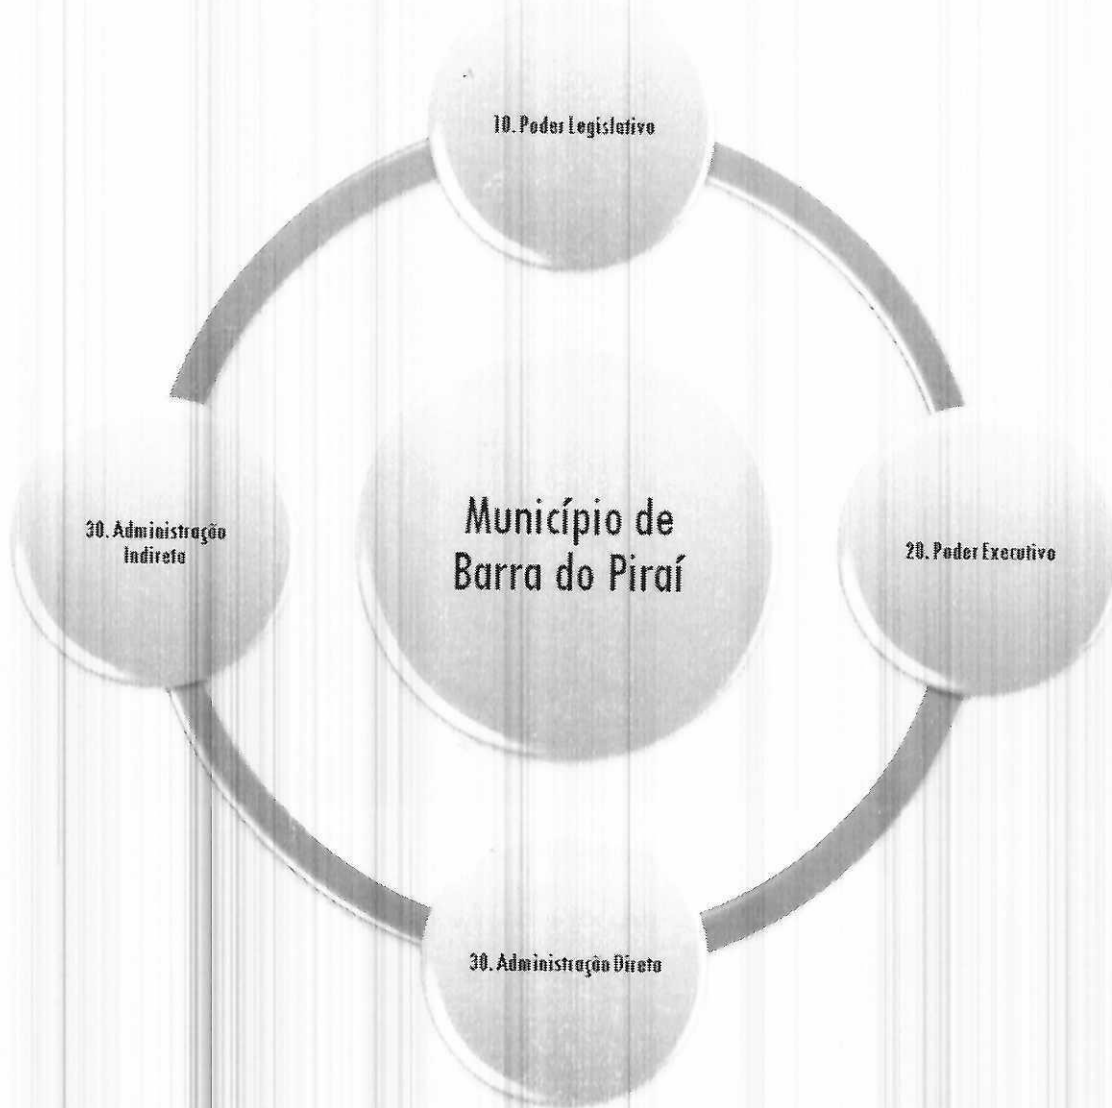 10. Poder Legislativo
Município de
Barra do Piraí
30. Administração
Indireta
20. Poder Executivo
30. Administração Direta